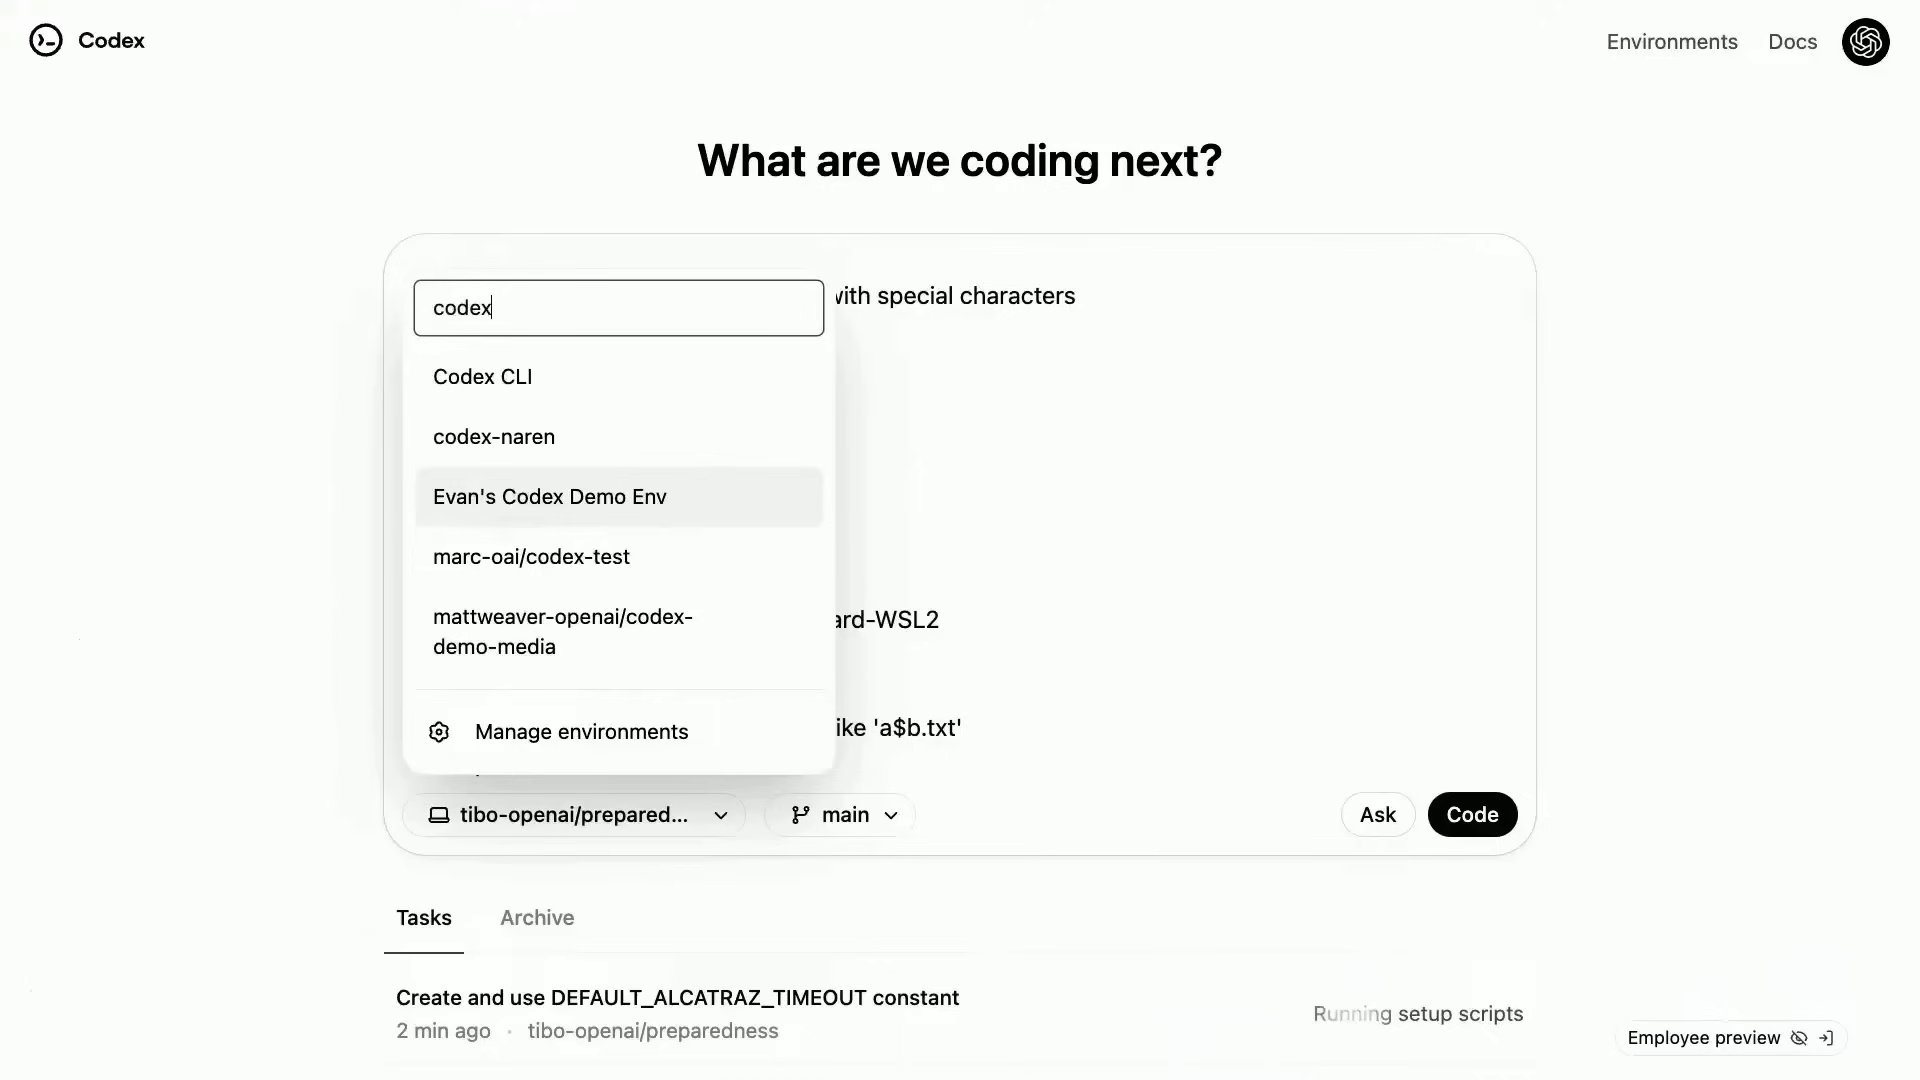 Codex
Environments
Docs
What are we coding next?
codex
with special characters
Codex CLI
codex-naren
Evan's Codex Demo Env
marc-oai/codex-test
mattweaver-openai/codex-
demo-media
ard-WSL2
Manage environments
ike 'a$b.txt'
tibo-openai/prepared...
main
Ask
Code
Tasks
Archive
Create and use DEFAULT_ALCATRAZ_TIMEOUT constant
2 min ago · tibo-openai/preparedness
Running setup scripts
Employee preview